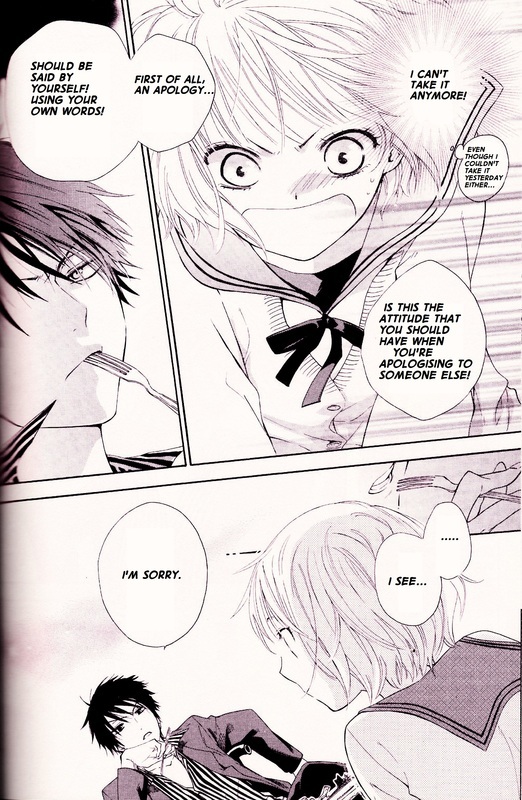 I CAN'T
TAKE IT
ANYMORE!
EVEN
THOUGH I
COULDN'T
TAKE IT
YESTERDAY
EITHER...
IS THIS THE
ATTITUDE THAT
YOU SHOULD
HAVE WHEN
YOU'RE
APOLOGISING TO
SOMEONE ELSE!
FIRST OF ALL,
AN APOLOGY...
SHOULD BE
SAID BY
YOURSELF!
USING YOUR
OWN WORDS!
.....
I SEE...
I'M SORRY.